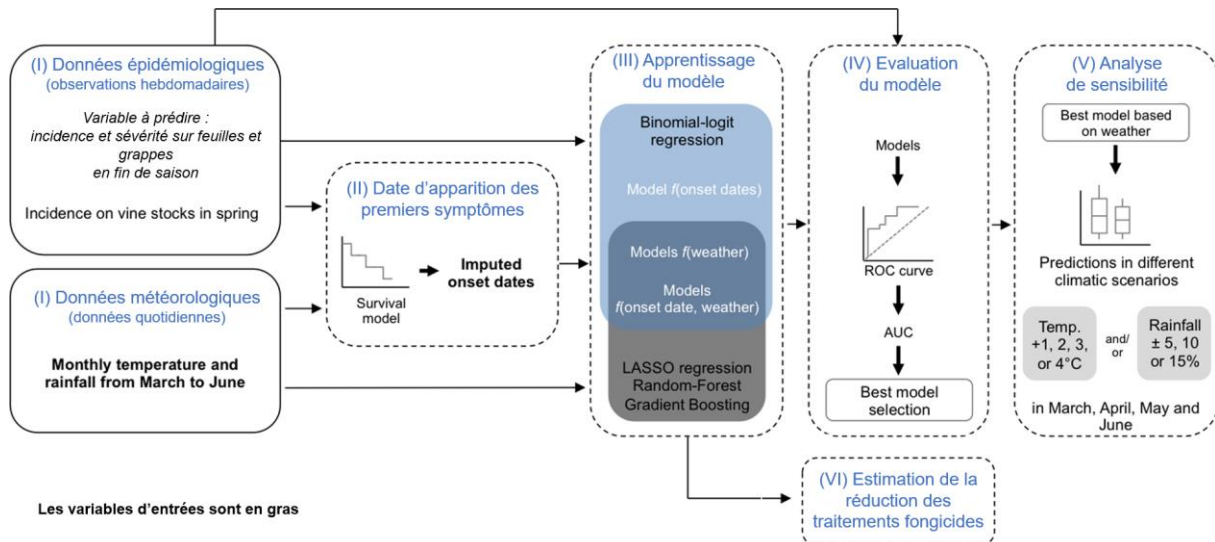 (I) Données épidémiologiques
(observations hebdomadaires)
Variable à prédire :
incidence et sévérité sur feuilles et
grappes
en fin de saison
Incidence on vine stocks in spring
(I) Données météorologiques
(données quotidiennes)
Monthly temperature and
rainfall from March to June
(II) Date d'apparition des
premiers symptômes
Survival
model
Imputed
onset dates
(III) Apprentissage
du modèle
Binomial-logit
regression
Model f(onset dates)
Models f(weather)
Models
f(onset date, weather)
LASSO regression
Random-Forest
Gradient Boosting
(IV) Evaluation
du modèle
Models
ROC curve
AUC
Best model
selection
(V) Analyse
de sensibilité
Best model based
on weather
Predictions in different
climatic scenarios
Temp.
+1, 2, 3,
or 4°C
and/
or
Rainfall
± 5, 10
or 15%
in March, April, May and
June
(VI) Estimation de la
réduction des
traitements fongicides
Les variables d'entrées sont en gras